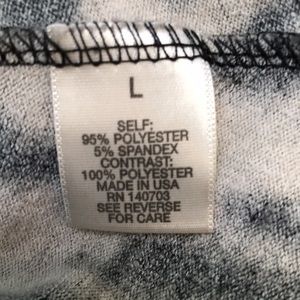 L
SELF:
95% POLYESTER
5% SPANDEX
CONTRAST:
100% POLYESTER
MADE IN USA
RN 140703
SEE REVERSE
FOR CARE